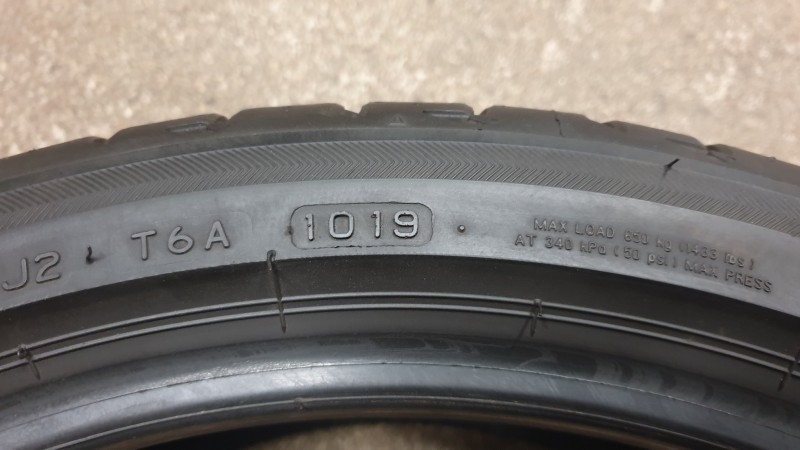 J2 T6A 1019
MAX LOAD 650 kg (1433 lbs)
AT 340 kPa (50 psi) MAX PRESS